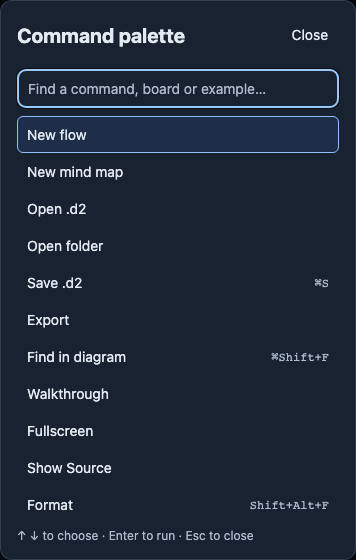 Command palette Close
Find a command, board or example...
New flow
New mind map
Open .d2
Open folder
Save .d2 ⌘S
Export
Find in diagram ⌘Shift+F
Walkthrough
Fullscreen
Show Source
Format Shift+Alt+F
↑ ↓ to choose · Enter to run · Esc to close